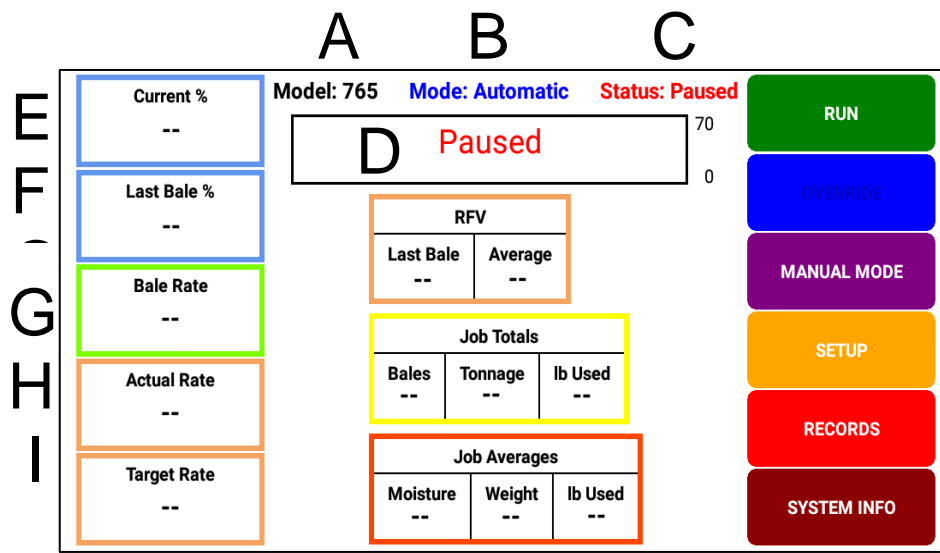 A B C
E
F
G
H
I
Model: 765 Mode: Automatic Status: Paused
D Paused
70
0
Current %
--
Last Bale %
--
Bale Rate
--
Actual Rate
--
Target Rate
--
RFV
Last Bale Average
-- --
Job Totals
Bales Tonnage lb Used
-- -- --
Job Averages
Moisture Weight lb Used
-- -- --
RUN
OVERRIDE
MANUAL MODE
SETUP
RECORDS
SYSTEM INFO